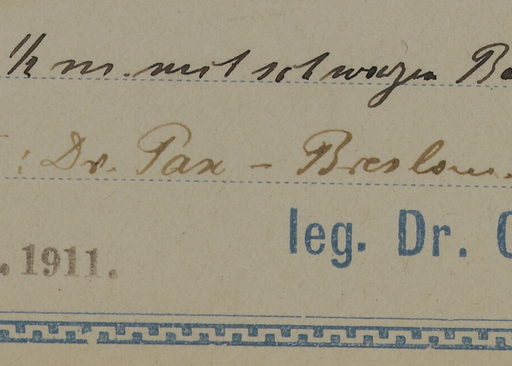 1/2 m. mit schwarzen
: Dr. Pax – Breslau.
leg. Dr.
. 1911.